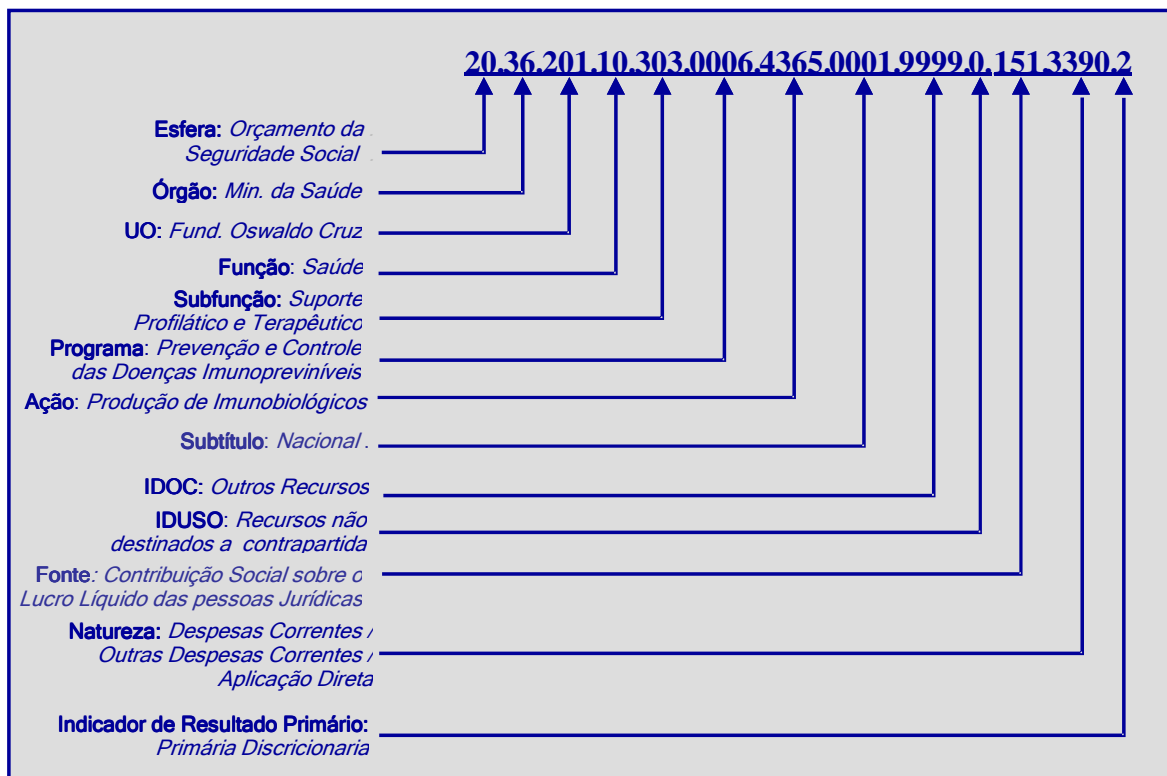 20.36.201.10.303.0006.4365.0001.9999.0.151.3390.2
Esfera: Orçamento da
Seguridade Social
Órgão: Min. da Saúde
UO: Fund. Oswaldo Cruz
Função: Saúde
Subfunção: Suporte
Profilático e Terapêutico
Programa: Prevenção e Controle
das Doenças Imunopreviníveis
Ação: Produção de Imunobiológicos
Subtítulo: Nacional .
IDOC: Outros Recursos
IDUSO: Recursos não
destinados a contrapartida
Fonte: Contribuição Social sobre o
Lucro Líquido das pessoas Jurídicas
Natureza: Despesas Correntes /
Outras Despesas Correntes /
Aplicação Direta
Indicador de Resultado Primário:
Primária Discricionaria